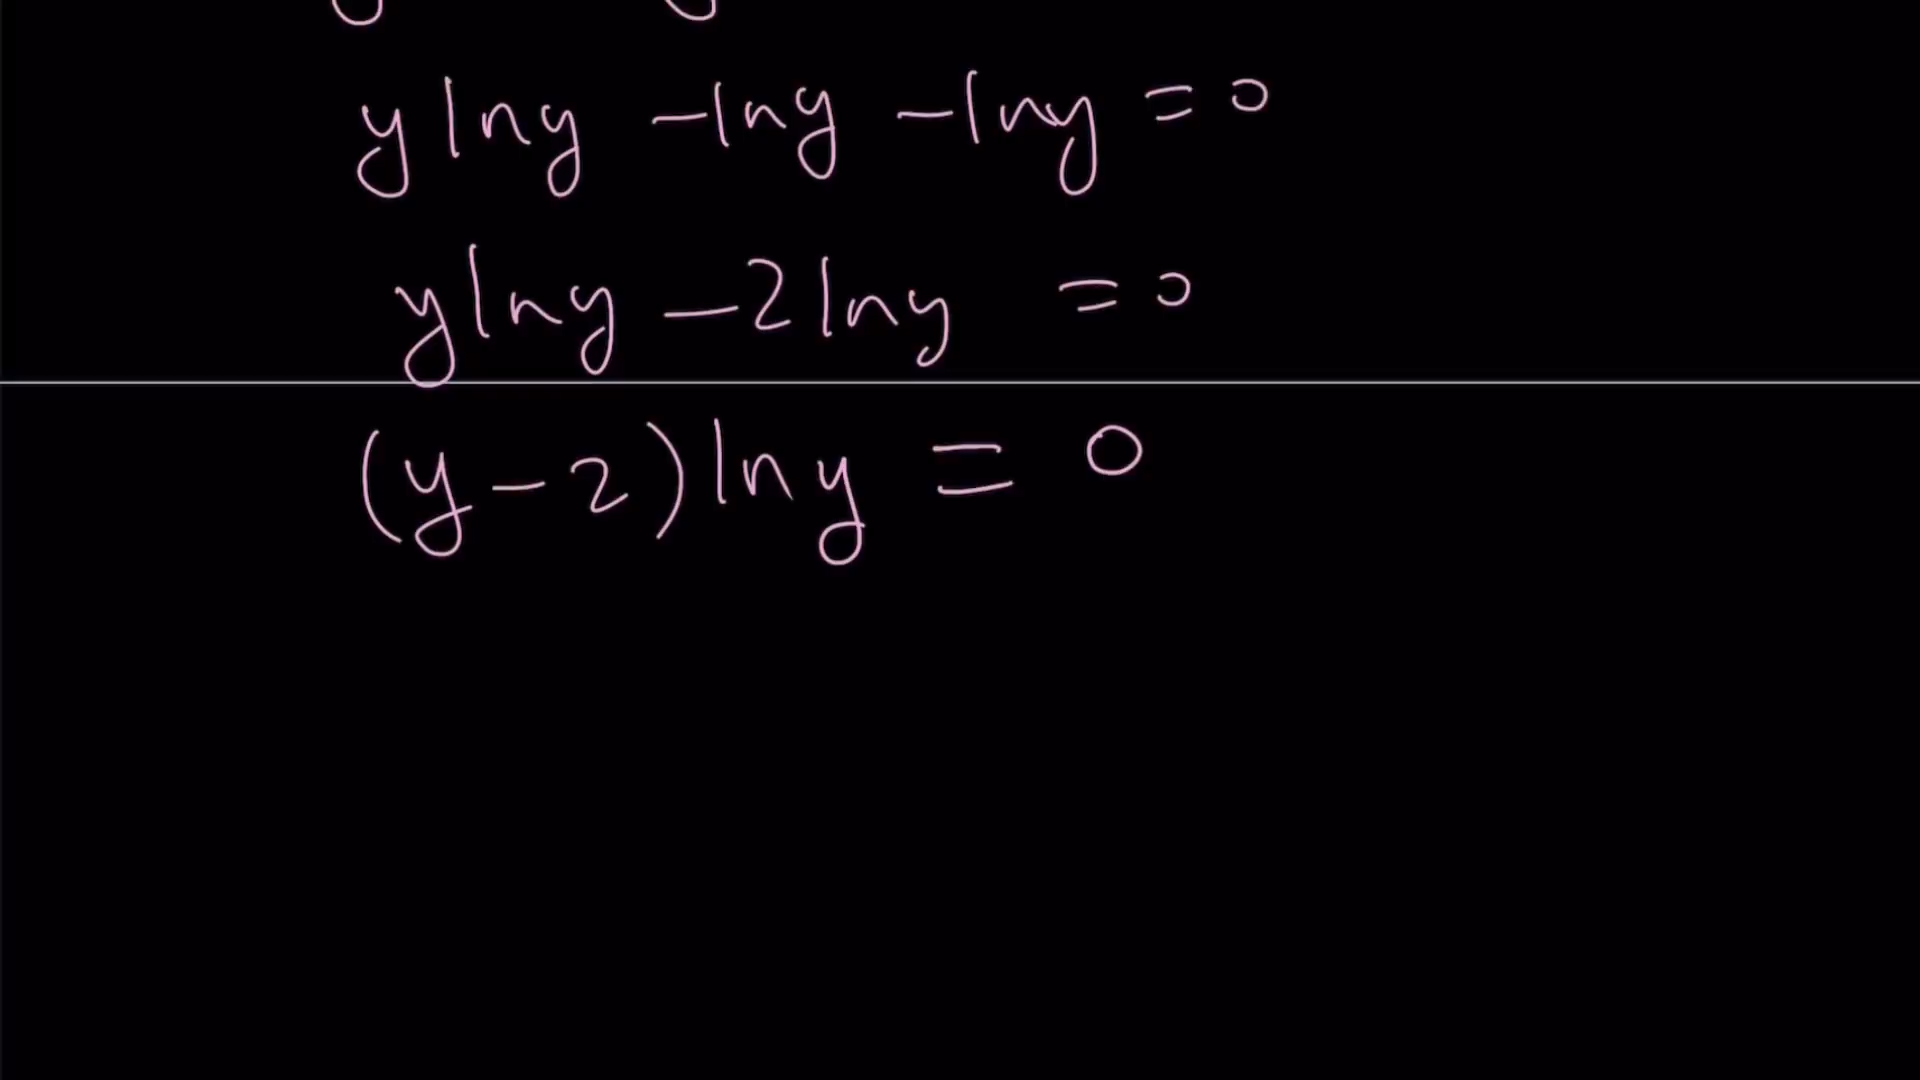 y ln y - ln y - ln y = 0
y ln y - 2 ln y = 0
(y - 2) ln y = 0